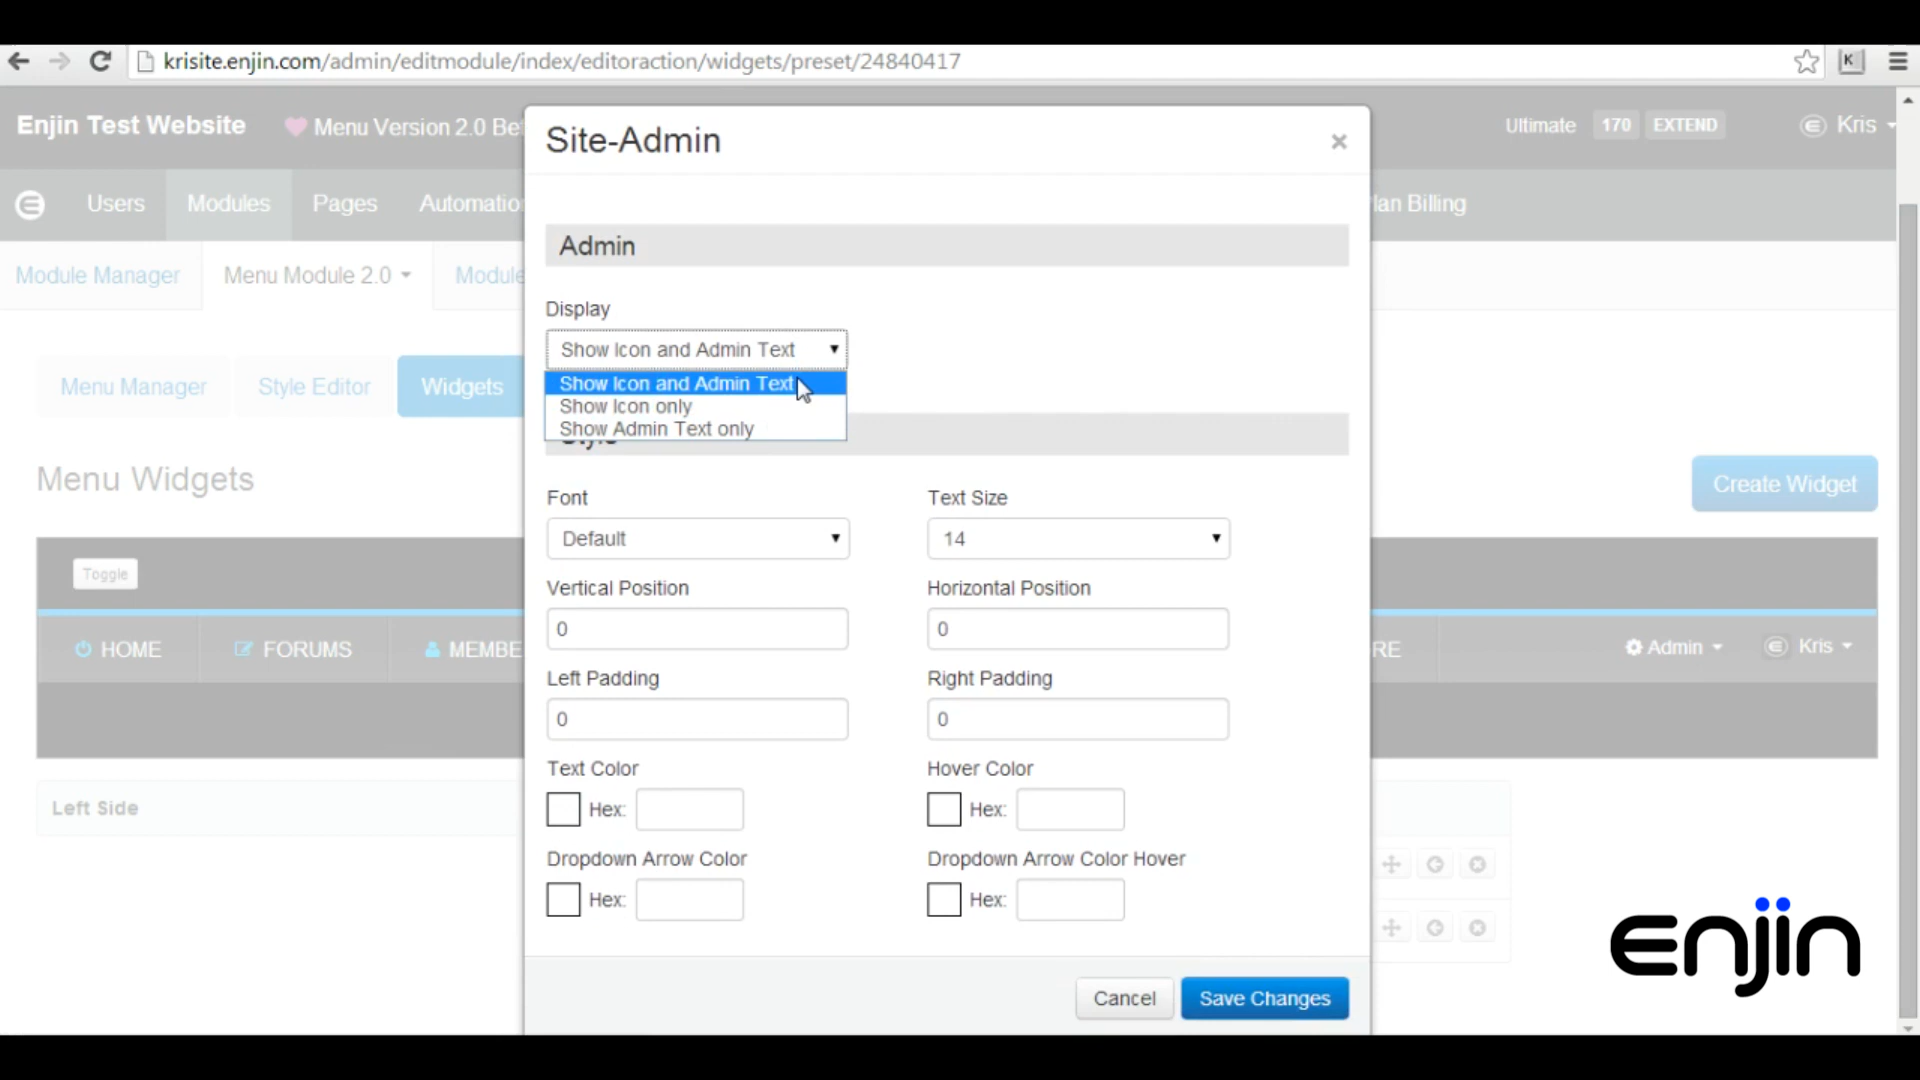 krisite.enjin.com/admin/editmodule/index/editoraction/widgets/preset/24840417
K
Enjin Test Website
Menu Version 2.0 Be
Ultimate
170
EXTEND
Kris
Users
Modules
Pages
Automatio
lan Billing
Module Manager
Menu Module 2.0
Module
Menu Manager
Style Editor
Widgets
Menu Widgets
Create Widget
Toggle
HOME
FORUMS
MEMBE
RE
Admin
Kris
Left Side
Site-Admin
×
Admin
Display
Show Icon and Admin Text
Show Icon and Admin Text
Show Icon only
Show Admin Text only
Style
Font
Text Size
Default
14
Vertical Position
Horizontal Position
0
0
Left Padding
Right Padding
0
0
Text Color
Hover Color
Hex:
Hex:
Dropdown Arrow Color
Dropdown Arrow Color Hover
Hex:
Hex:
Cancel
Save Changes
enjin